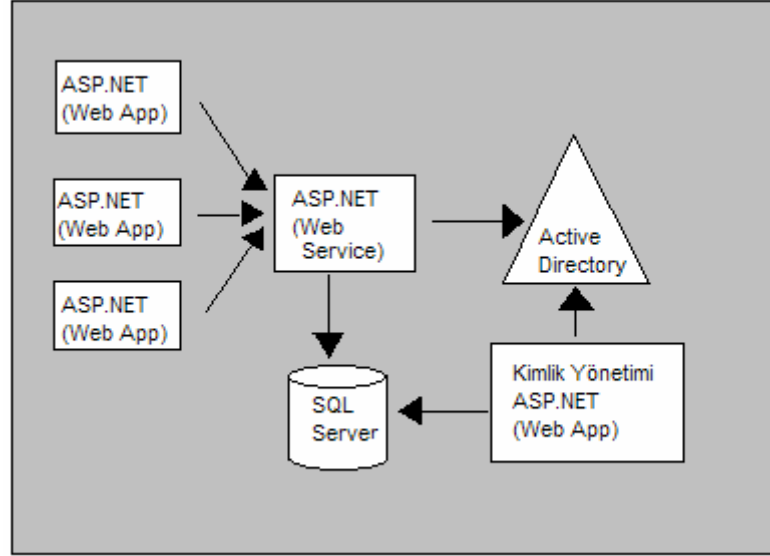 ASP.NET
(Web App)
ASP.NET
(Web App)
ASP.NET
(Web App)
ASP.NET
(Web
Service)
Active
Directory
SQL
Server
Kimlik Yönetimi
ASP.NET
(Web App)